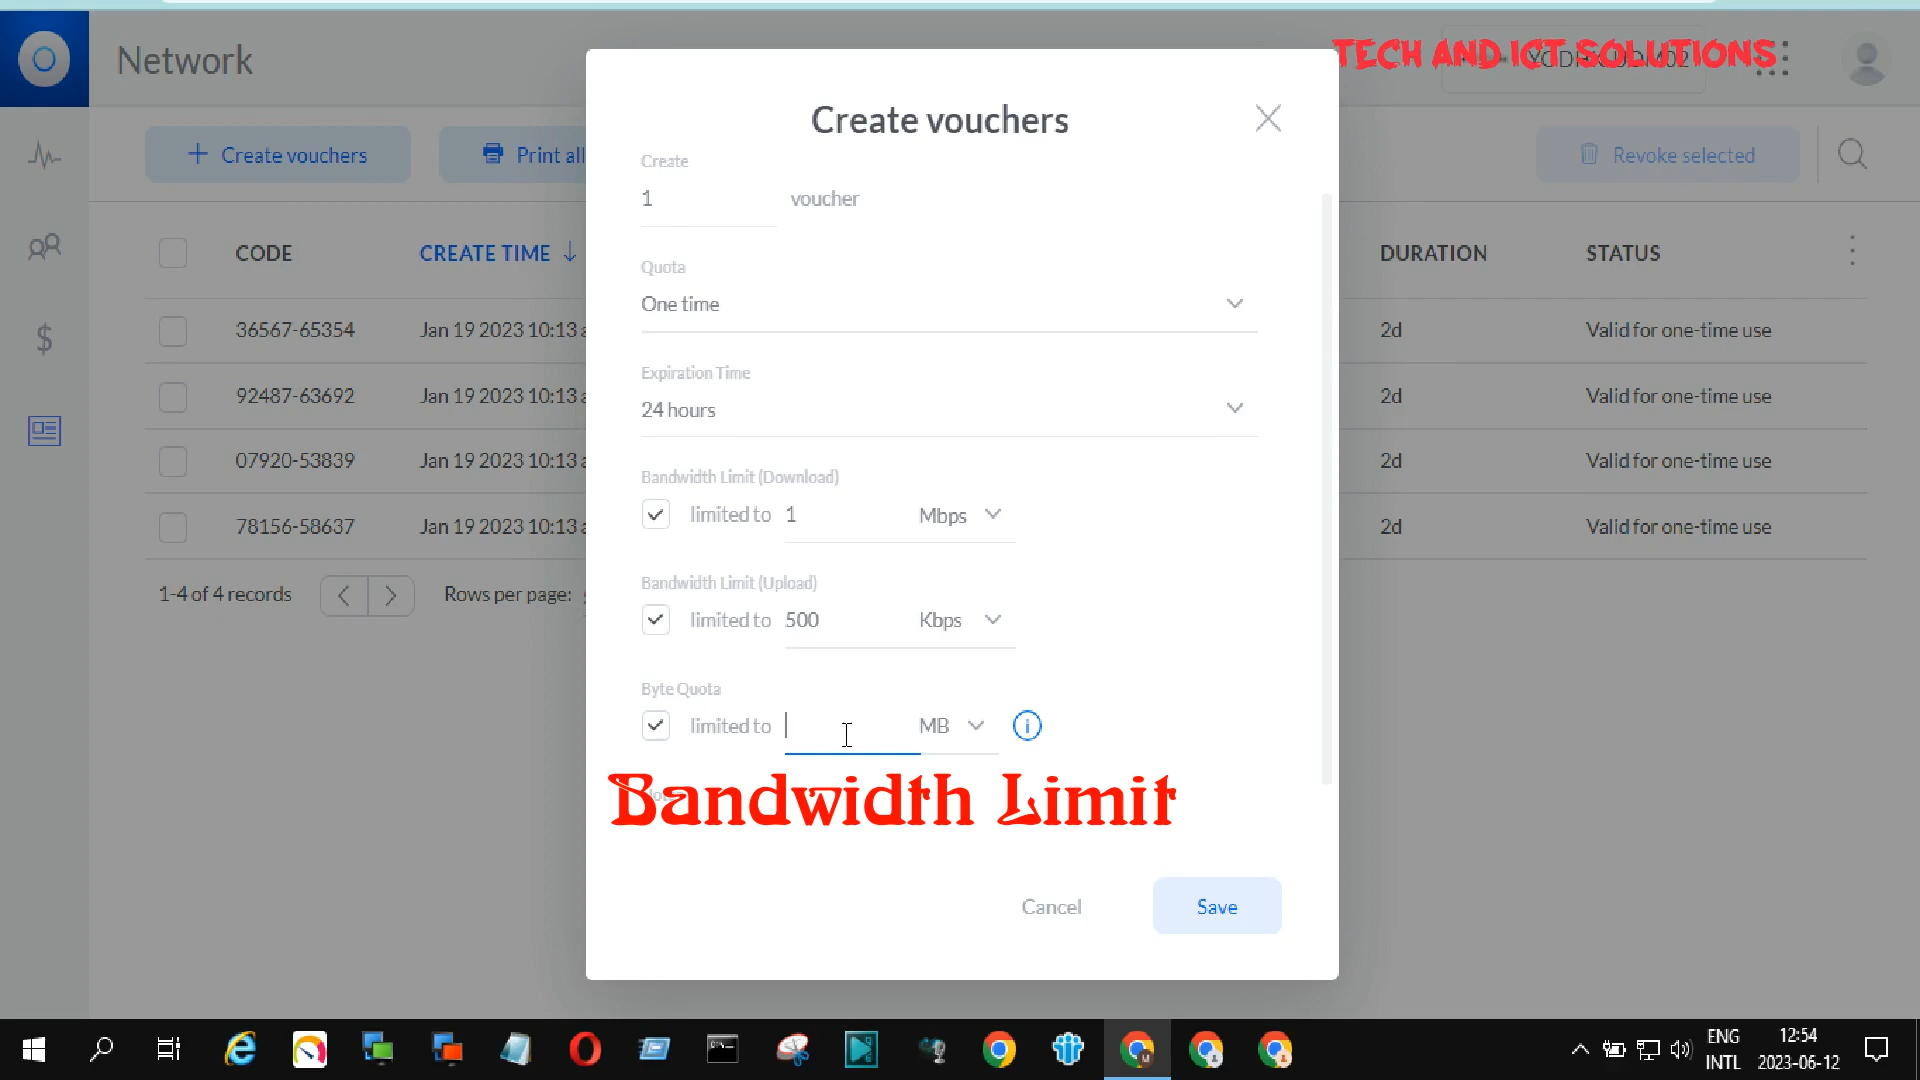 Network
TECH AND ICT SOLUTIONS
Create vouchers
Print all
Revoke selected
CODE
CREATE TIME
DURATION
STATUS
36567-65354
Jan 19 2023 10:13 a
2d
Valid for one-time use
92487-63692
Jan 19 2023 10:13 a
2d
Valid for one-time use
07920-53839
Jan 19 2023 10:13 a
2d
Valid for one-time use
78156-58637
Jan 19 2023 10:13 a
2d
Valid for one-time use
1-4 of 4 records
Rows per page:
Create vouchers
Create
1 voucher
Quota
One time
Expiration Time
24 hours
Bandwidth Limit (Download)
limited to 1 Mbps
Bandwidth Limit (Upload)
limited to 500 Kbps
Byte Quota
limited to MB
Bandwidth Limit
Cancel
Save
ENG
INTL
12:54
2023-06-12